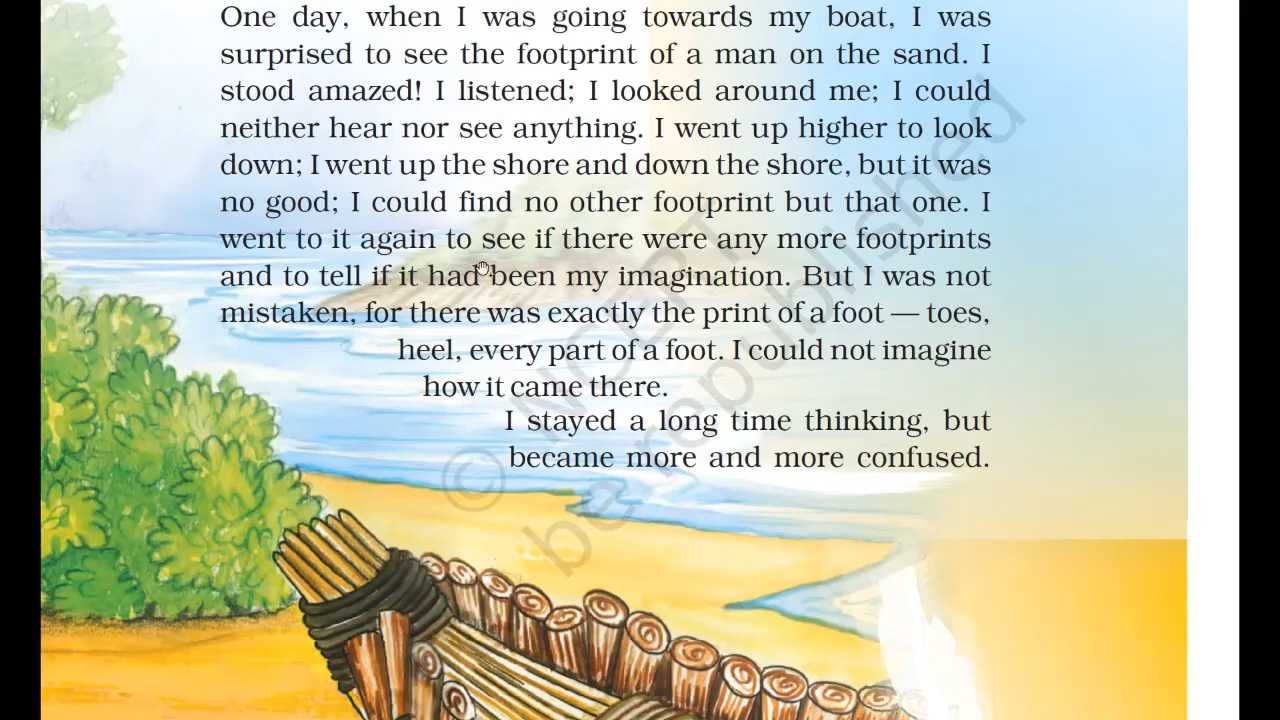 One day, when I was going towards my boat, I was
surprised to see the footprint of a man on the sand. I
stood amazed! I listened; I looked around me; I could
neither hear nor see anything. I went up higher to look
down; I went up the shore and down the shore, but it was
no good; I could find no other footprint but that one. I
went to it again to see if there were any more footprints
and to tell if it had been my imagination. But I was not
mistaken, for there was exactly the print of a foot — toes,
heel, every part of a foot. I could not imagine
how it came there.
I stayed a long time thinking, but
became more and more confused.
© NCERT
be republished